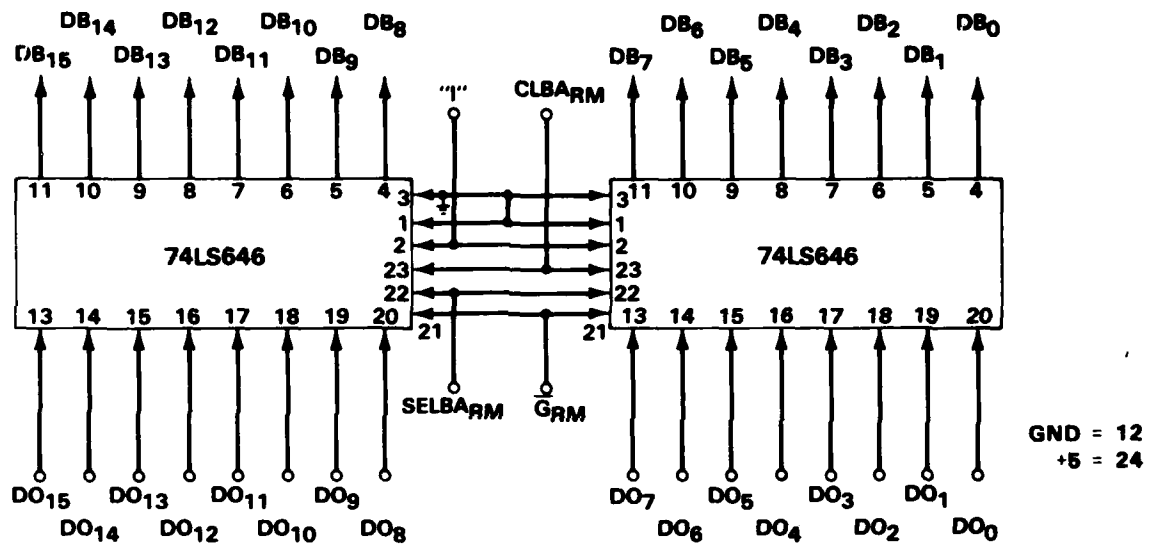 DB14 DB12 DB10 DB8 DB6 DB4 DB2 DB0
DB15 DB13 DB11 DB9 DB7 DB5 DB3 DB1
"1" CLBARM
11 10 9 8 7 6 5 4 11 10 9 8 7 6 5 4
3 3
1 1
2 2
74LS646 74LS646
23 23
22 22
13 14 15 16 17 18 19 20 13 14 15 16 17 18 19 20
21 21
SELBARM G̅RM
GND = 12
+5 = 24
DO15 DO13 DO11 DO9 DO7 DO5 DO3 DO1
DO14 DO12 DO10 DO8 DO6 DO4 DO2 DO0